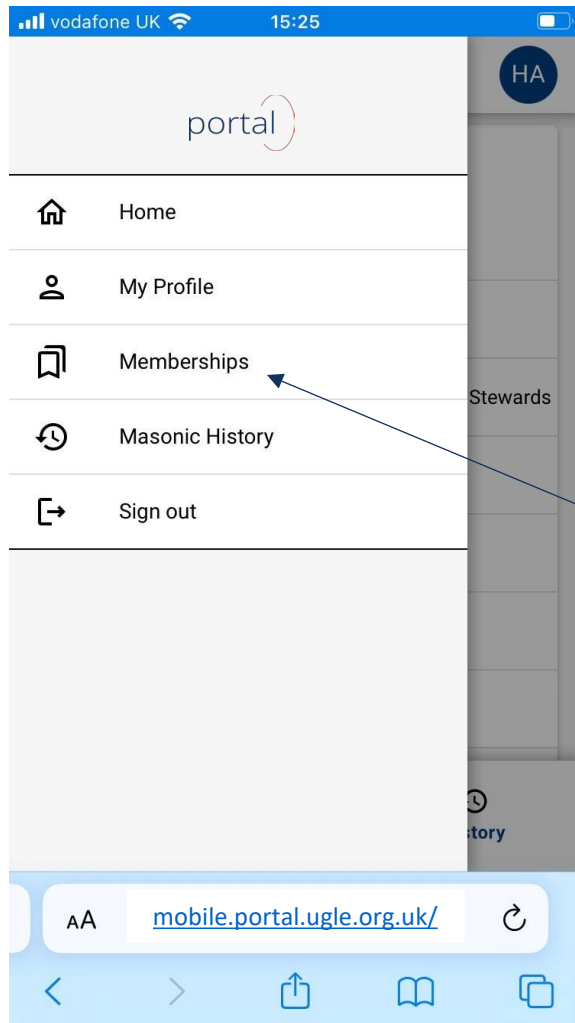 vodafone UK 15:25
HA
portal
Home
My Profile
Memberships
Stewards
Masonic History
Sign out
story
AA mobile.portal.ugle.org.uk/